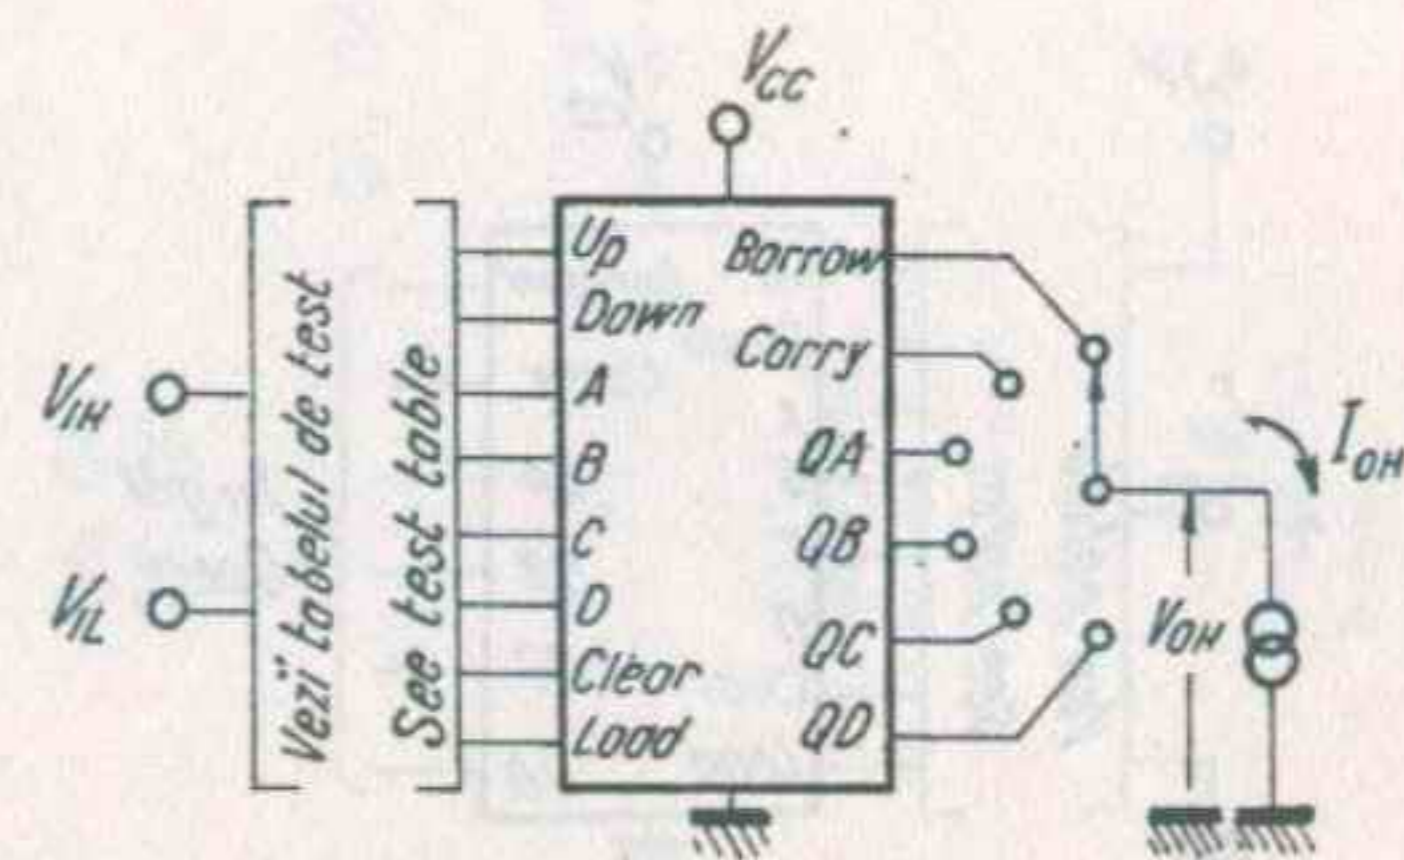 VCC
Up
Borrow
Down
Carry
VIH
A
QA
IOH
B
QB
C
VIL
D
QC
VOH
Clear
Load
QD
Vezi tabelul de test
See test table